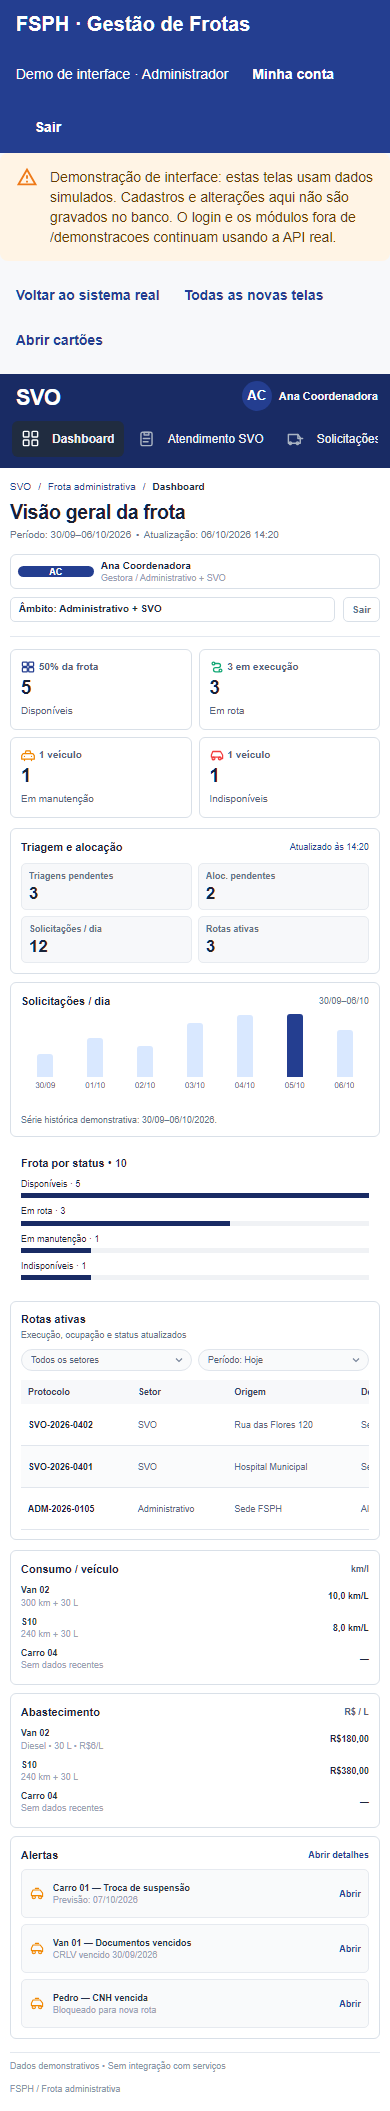 FSPH · Gestão de Frotas
Demo de interface · Administrador Minha conta
Sair
Demonstração de interface: estas telas usam dados
simulados. Cadastros e alterações aqui não são
gravados no banco. O login e os módulos fora de
/demonstracoes continuam usando a API real.
Voltar ao sistema real Todas as novas telas
Abrir cartões
SVO AC Ana Coordenadora
Dashboard Atendimento SVO Solicitações
SVO / Frota administrativa / Dashboard
Visão geral da frota
Período: 30/09–06/10/2026 • Atualização: 06/10/2026 14:20
AC Ana Coordenadora
Gestora / Administrativo + SVO
Âmbito: Administrativo + SVO Sair
50% da frota 3 em execução
5 3
Disponíveis Em rota
1 veículo 1 veículo
1 1
Em manutenção Indisponíveis
Triagem e alocação Atualizado às 14:20
Triagens pendentes Aloc. pendentes
3 2
Solicitações / dia Rotas ativas
12 3
Solicitações / dia 30/09–06/10
30/09 01/10 02/10 03/10 04/10 05/10 06/10
Série histórica demonstrativa: 30/09–06/10/2026.
Frota por status • 10
Disponíveis · 5
Em rota · 3
Em manutenção · 1
Indisponíveis · 1
Rotas ativas
Execução, ocupação e status atualizados
Todos os setores Período: Hoje
Protocolo Setor Origem De
SVO-2026-0402 SVO Rua das Flores 120 Se
SVO-2026-0401 SVO Hospital Municipal Se
ADM-2026-0105 Administrativo Sede FSPH Al
Consumo / veículo km/l
Van 02
300 km + 30 L 10,0 km/L
S10
240 km + 30 L 8,0 km/L
Carro 04
Sem dados recentes —
Abastecimento R$ / L
Van 02
Diesel • 30 L • R$6/L R$180,00
S10
240 km + 30 L R$380,00
Carro 04
Sem dados recentes —
Alertas Abrir detalhes
Carro 01 — Troca de suspensão
Previsão: 07/10/2026 Abrir
Van 01 — Documentos vencidos
CRLV vencido 30/09/2026 Abrir
Pedro — CNH vencida
Bloqueado para nova rota Abrir
Dados demonstrativos • Sem integração com serviços
FSPH / Frota administrativa